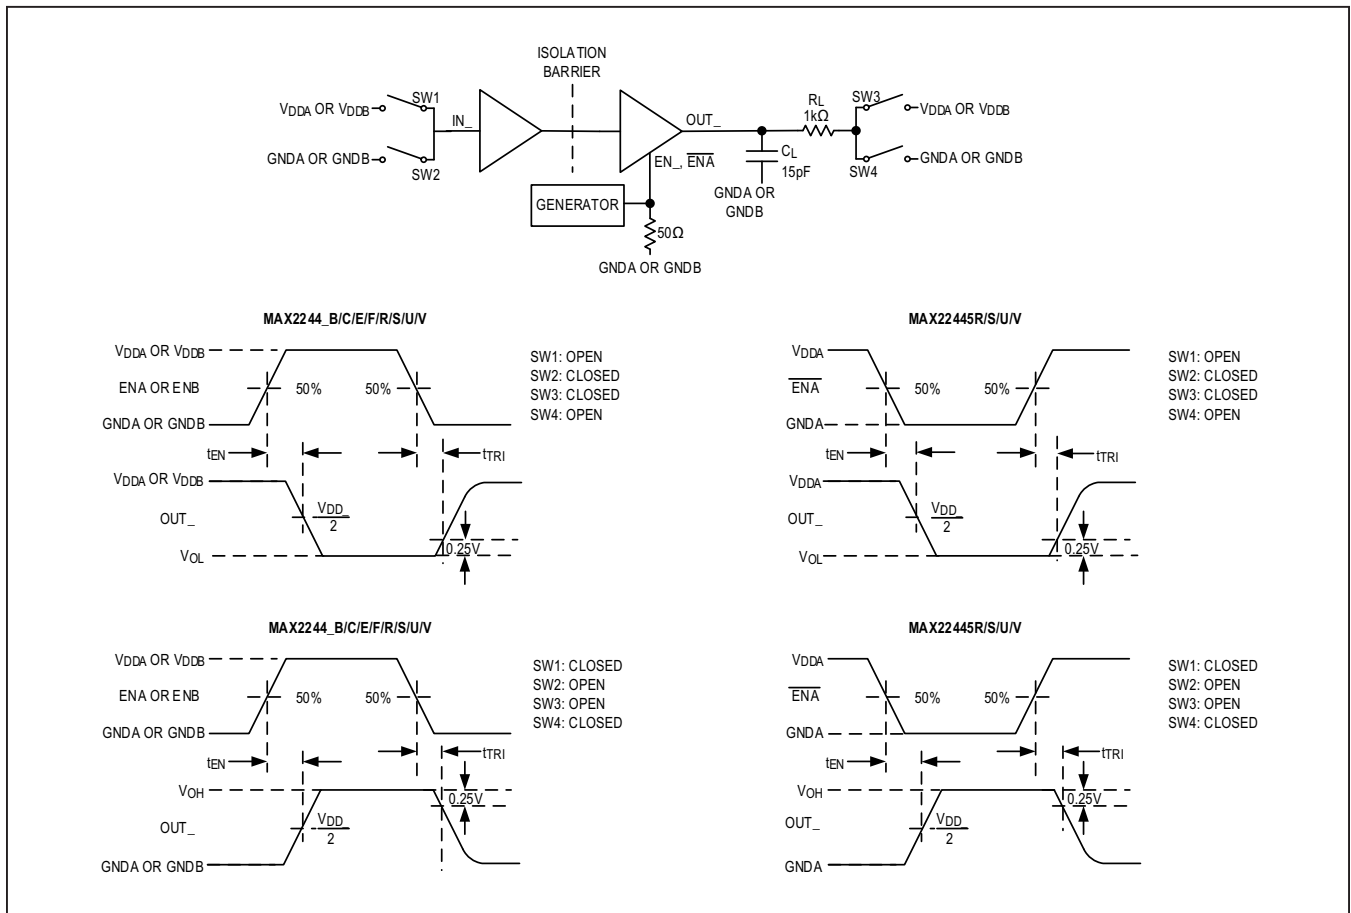 ISOLATION
BARRIER
VDDA OR VDDB
SW1
IN_
OUT_
RL
1kΩ
SW3
VDDA OR VDDB
GNDA OR GNDB
SW2
EN_, E̅N̅A̅
CL
15pF
SW4
GNDA OR GNDB
GENERATOR
GNDA OR
GNDB
50Ω
GNDA OR GNDB
MAX2244_B/C/E/F/R/S/U/V
VDDA OR VDDB
ENA OR ENB
50%
50%
GNDA OR GNDB
SW1: OPEN
SW2: CLOSED
SW3: CLOSED
SW4: OPEN
tEN
tTRI
VDDA OR VDDB
OUT_
VDD_
2
0.25V
VOL
MAX22445R/S/U/V
VDDA
E̅N̅A̅
50%
50%
GNDA
SW1: OPEN
SW2: CLOSED
SW3: CLOSED
SW4: OPEN
tEN
tTRI
VDDA
OUT_
VDD_
2
0.25V
VOL
MAX2244_B/C/E/F/R/S/U/V
VDDA OR VDDB
ENA OR ENB
50%
50%
GNDA OR GNDB
SW1: CLOSED
SW2: OPEN
SW3: OPEN
SW4: CLOSED
tEN
tTRI
VOH
0.25V
OUT_
VDD_
2
GNDA OR GNDB
MAX22445R/S/U/V
VDDA
E̅N̅A̅
50%
50%
GNDA
SW1: CLOSED
SW2: OPEN
SW3: OPEN
SW4: CLOSED
tEN
tTRI
VOH
0.25V
OUT_
VDD_
2
GNDA